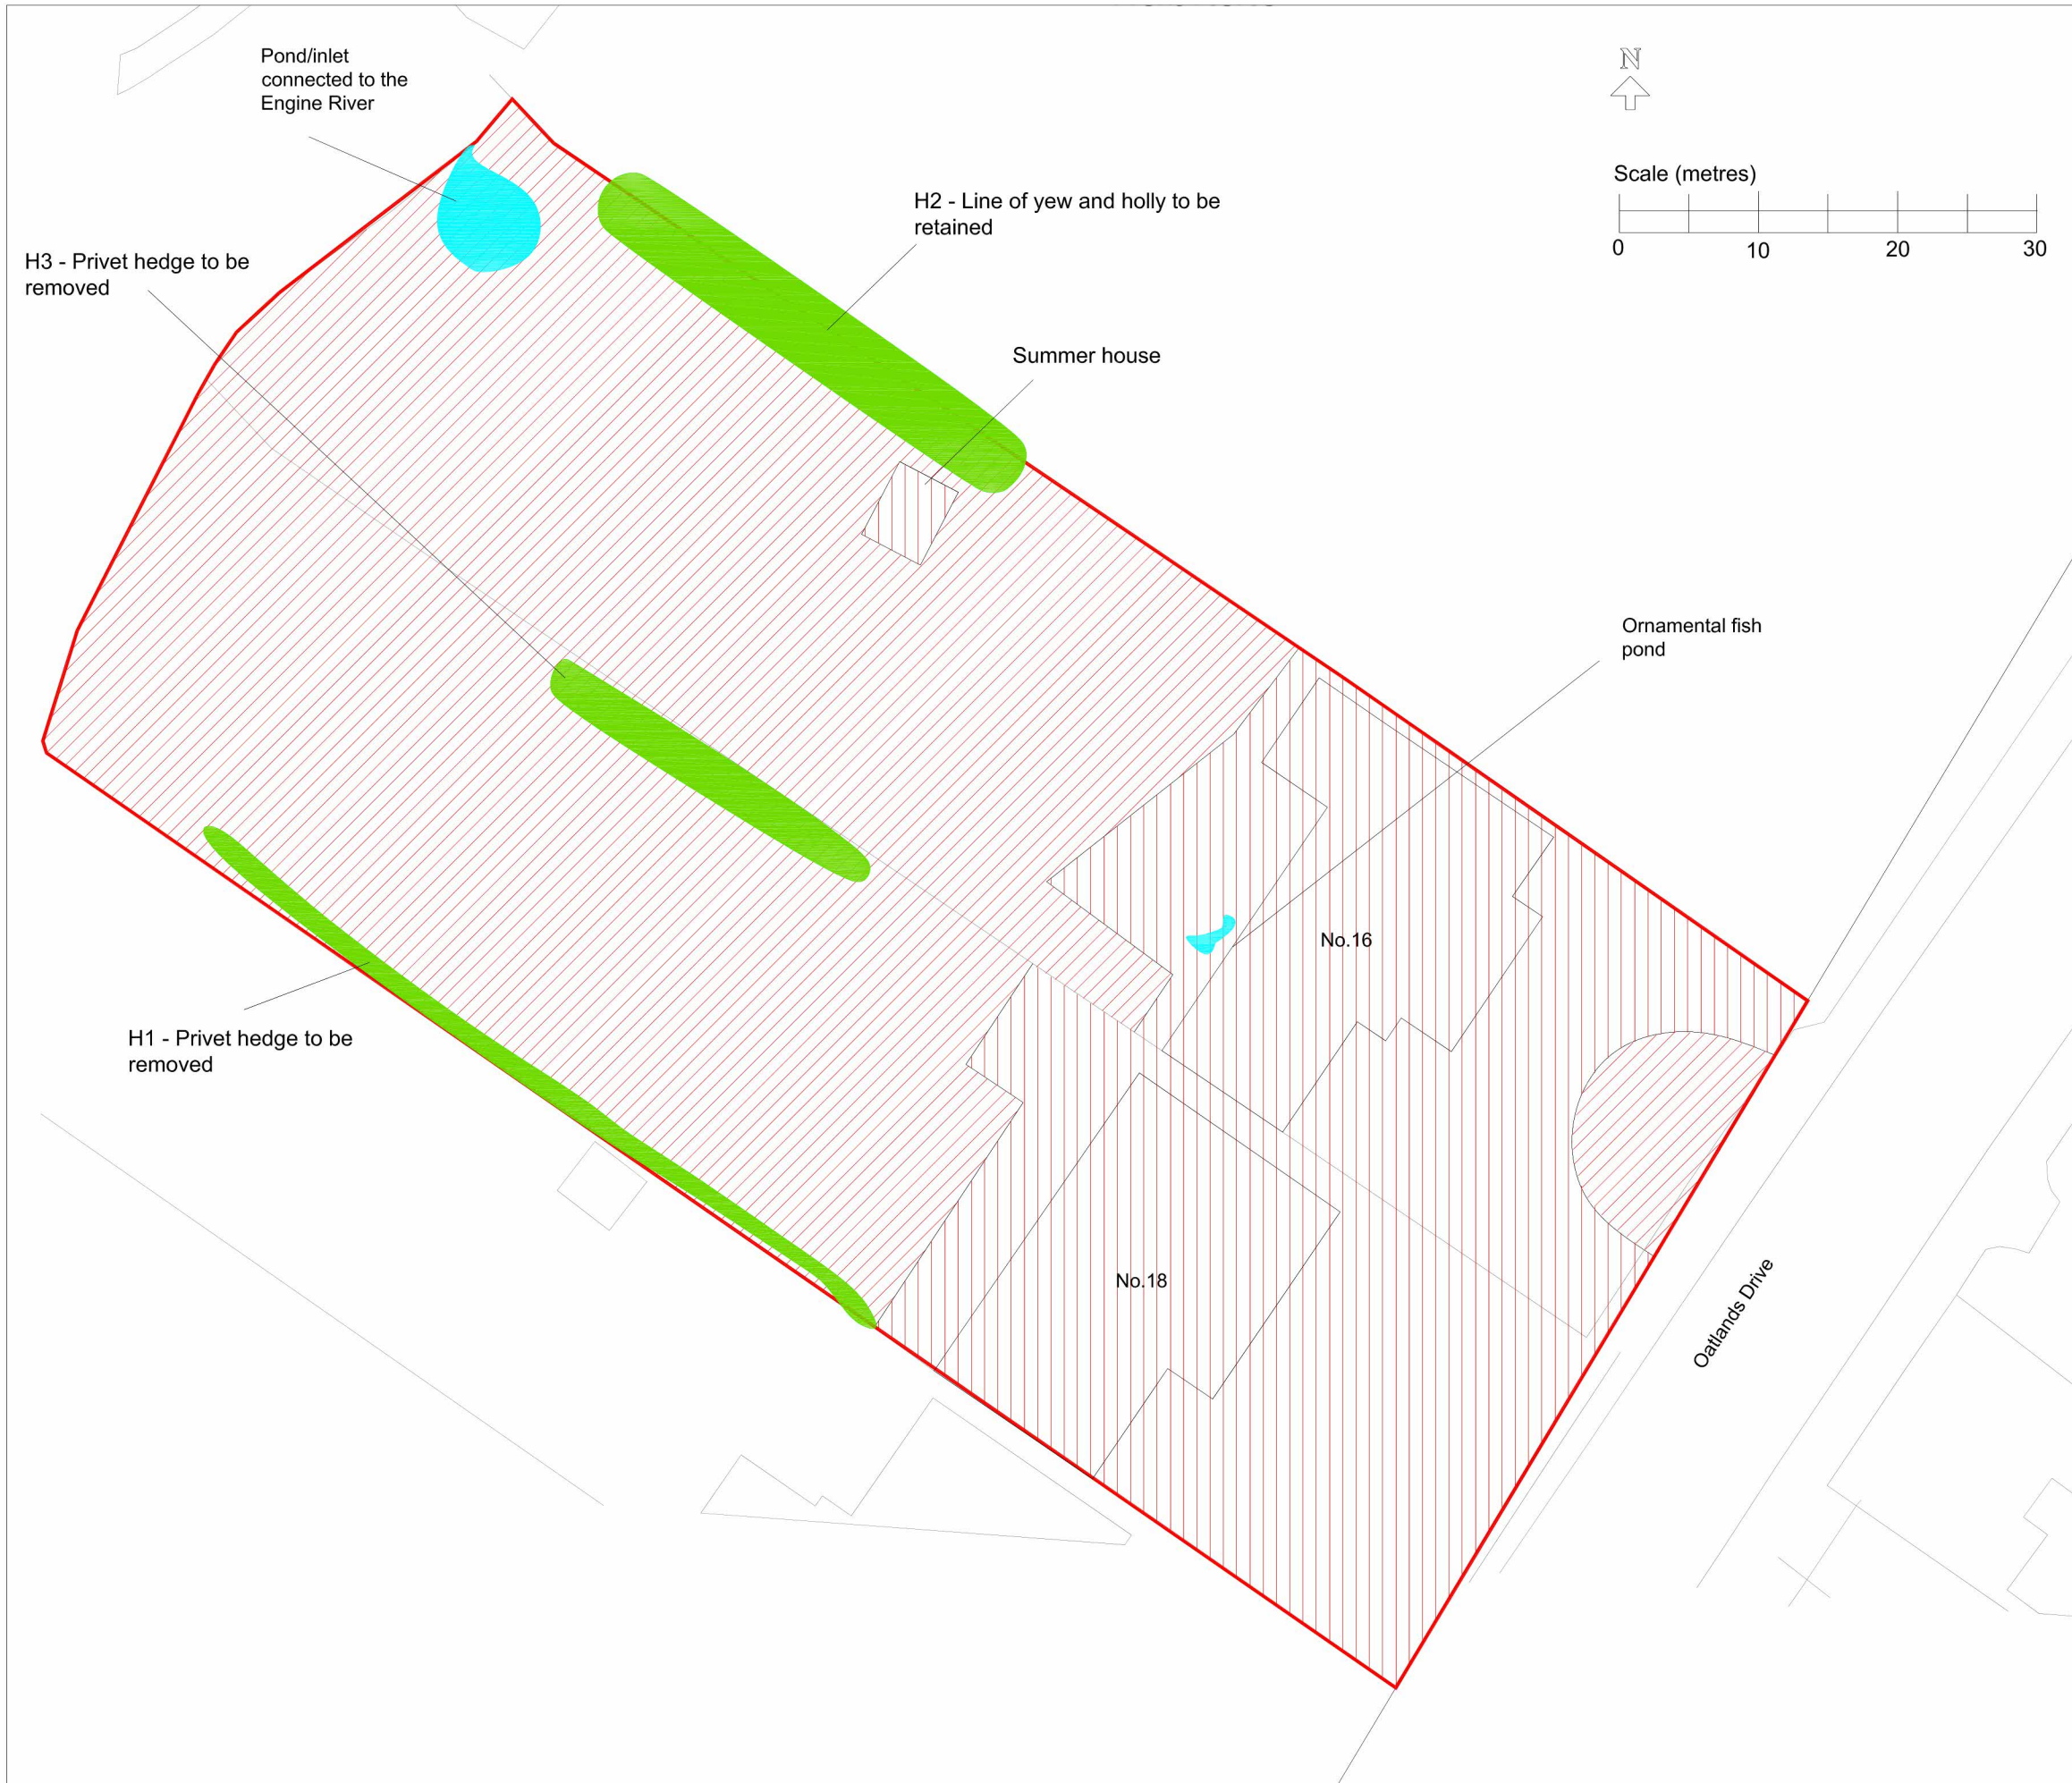 Pond/inlet
connected to the
Engine River
N
Scale (metres)
0 10 20 30
H2 - Line of yew and holly to be
retained
H3 - Privet hedge to be
removed
Summer house
Ornamental fish
pond
No.16
H1 - Privet hedge to be
removed
No.18
Oatlands Drive